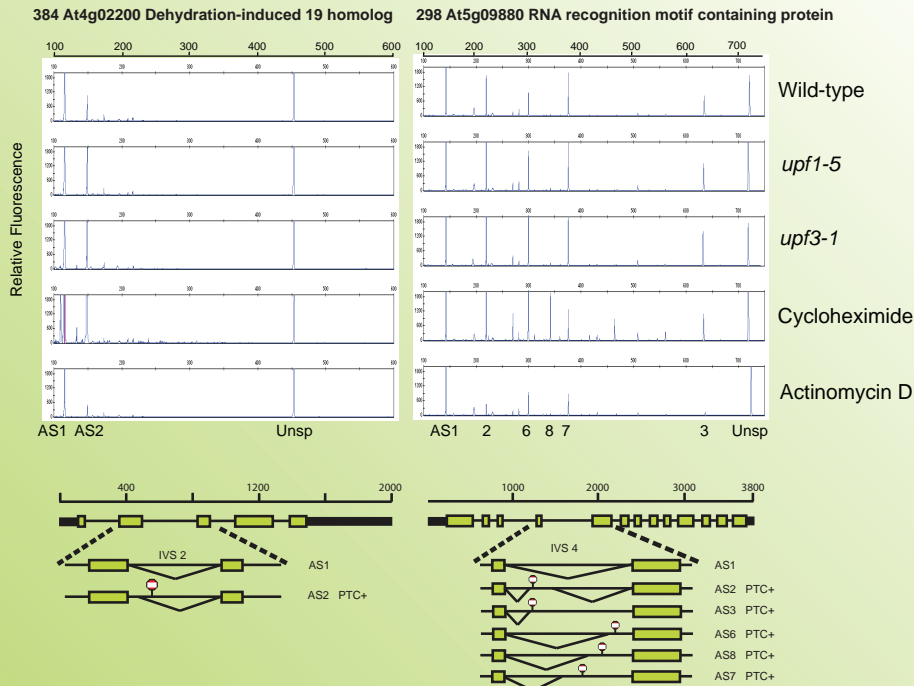 384 At4g02200 Dehydration-induced 19 homolog
298 At5g09880 RNA recognition motif containing protein
100 200 300 400 500 600
100 200 300 400 500 600 700
Relative Fluorescence
Wild-type
upf1-5
upf3-1
Cycloheximide
Actinomycin D
AS1 AS2 Unsp
AS1 2 6 8 7 3 Unsp
400 1200 2000
1000 2000 3000 3800
IVS 2
AS1
AS2 PTC+
IVS 4
AS1
AS2 PTC+
AS3 PTC+
AS6 PTC+
AS8 PTC+
AS7 PTC+